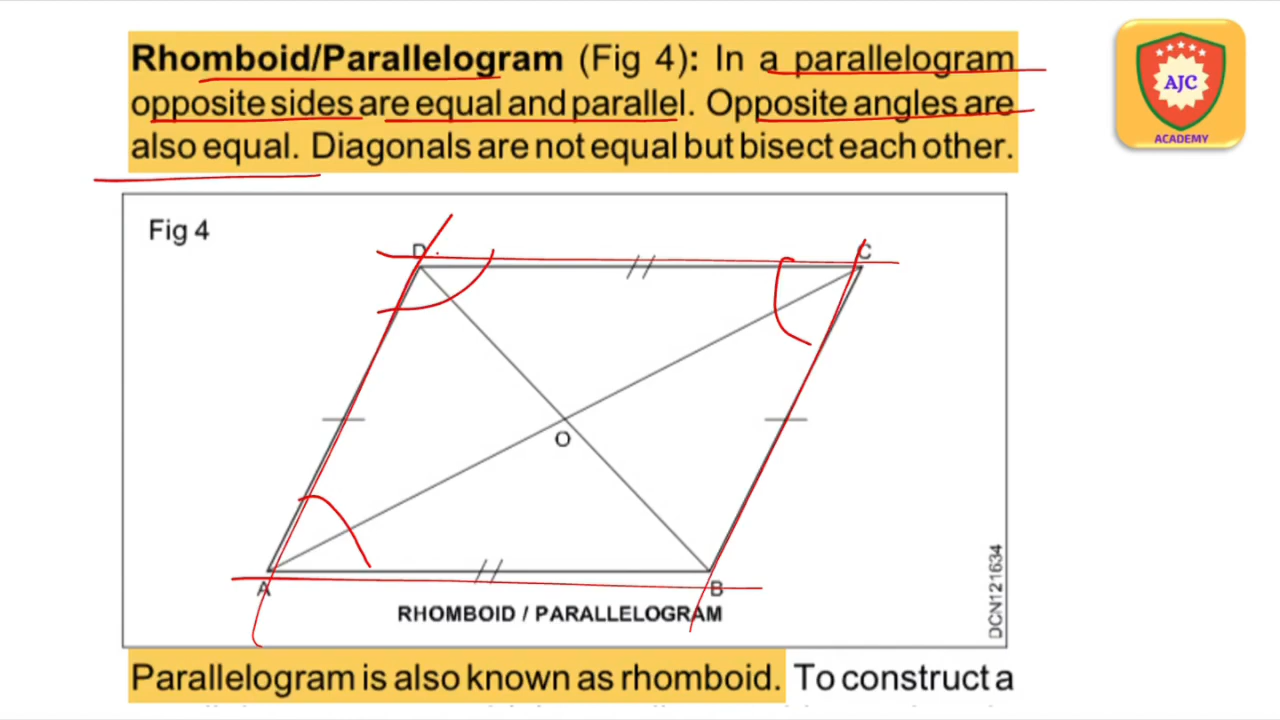 Rhomboid/Parallelogram (Fig 4): In a parallelogram
opposite sides are equal and parallel. Opposite angles are
also equal. Diagonals are not equal but bisect each other.
AJC
ACADEMY
Fig 4
D
C
O
A
B
RHOMBOID / PARALLELOGRAM
DCN121634
Parallelogram is also known as rhomboid. To construct a